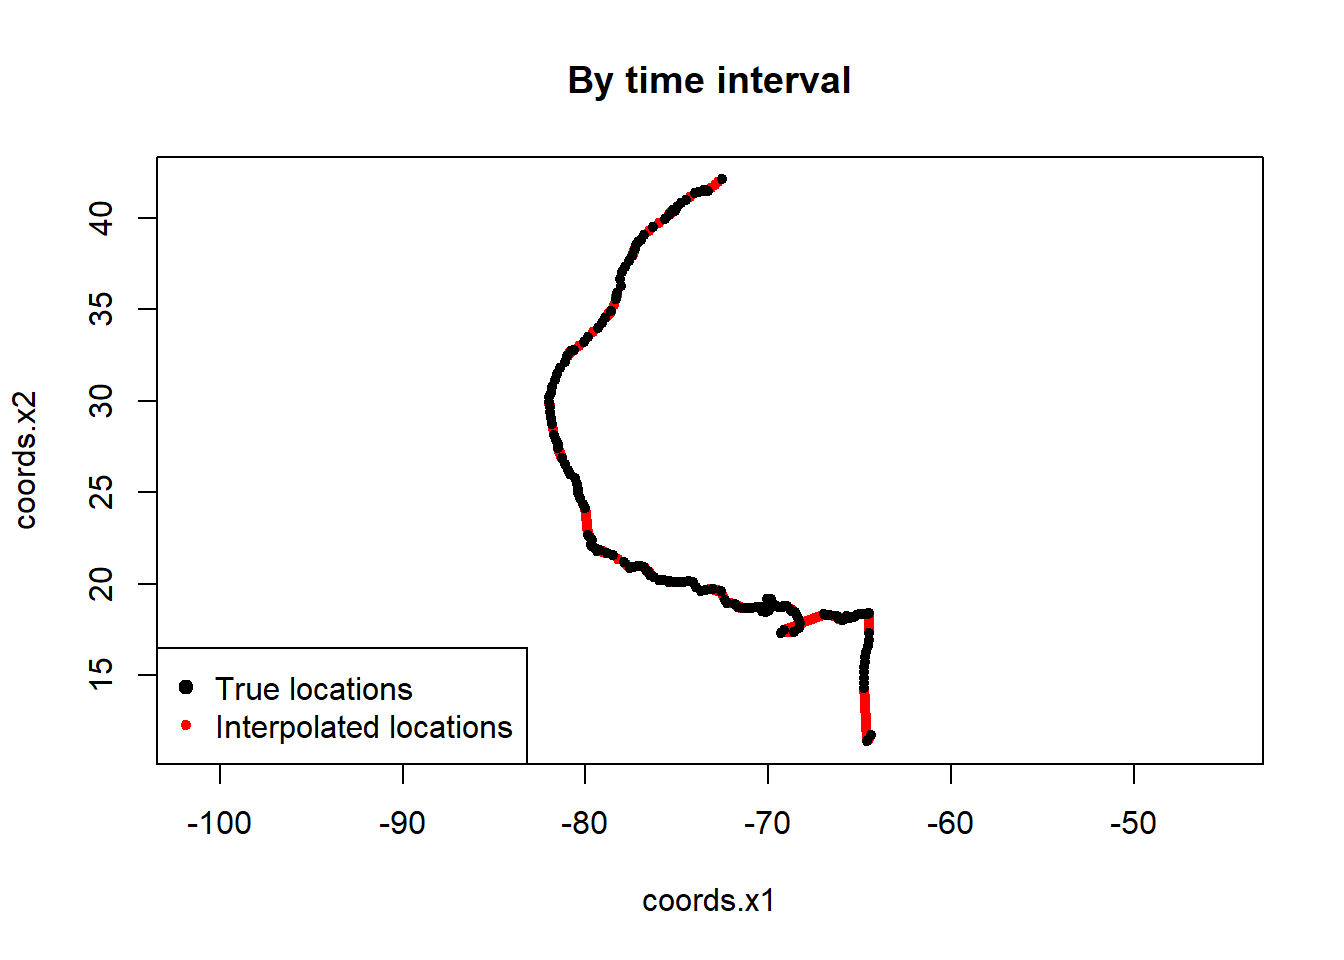 By time interval
coords.x2
40
35
30
25
20
15
True locations
Interpolated locations
-100 -90 -80 -70 -60 -50
coords.x1